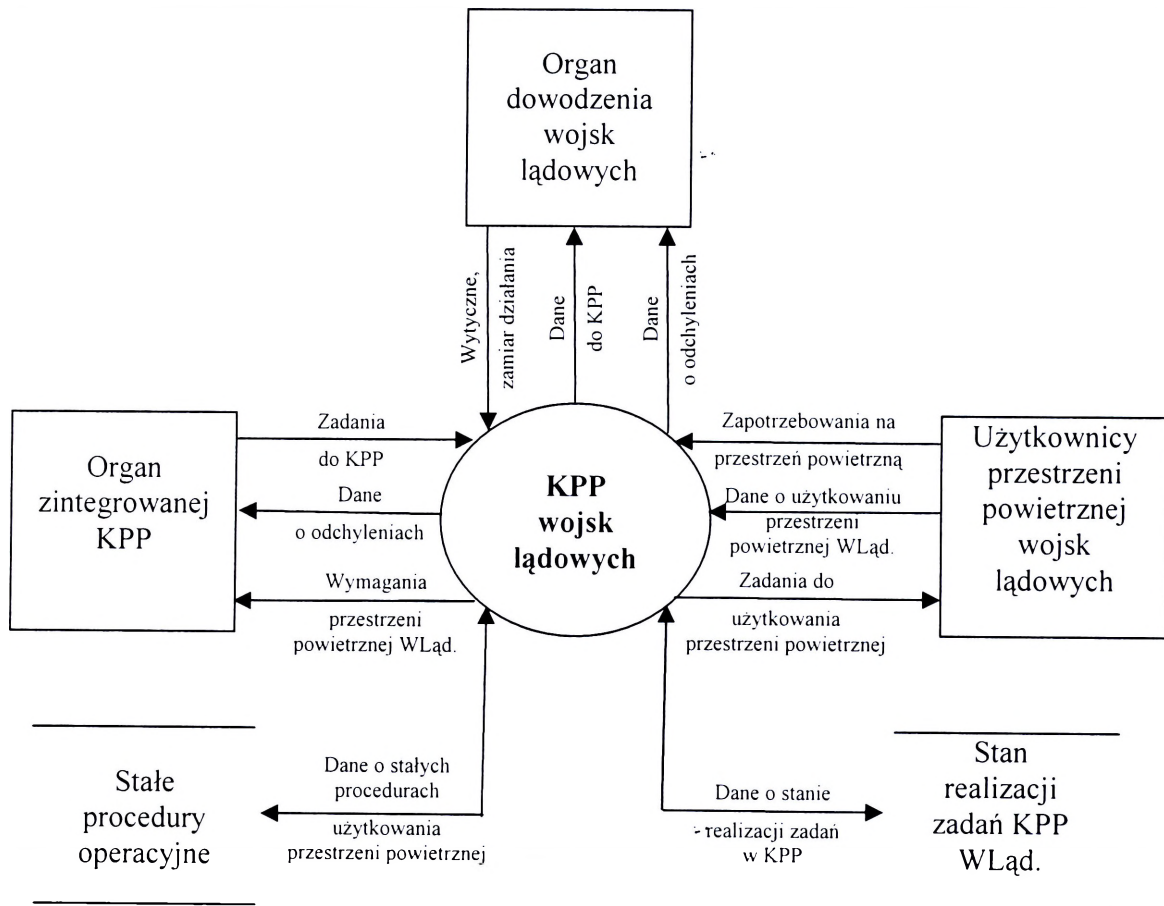 Organ
dowodzenia
wojsk
lądowych
Wytyczne,
zamiar działania
Dane
do KPP
Dane
o odchyleniach
Organ
zintegrowanej
KPP
Zadania
do KPP
Dane
o odchyleniach
Wymagania
przestrzeni
powietrznej WLąd.
KPP
wojsk
lądowych
Zapotrzebowania na
przestrzeń powietrzną
Dane o użytkowaniu
przestrzeni
powietrznej WLąd.
Zadania do
użytkowania
przestrzeni powietrznej
Użytkownicy
przestrzeni
powietrznej
wojsk
lądowych
Stałe
procedury
operacyjne
Dane o stałych
procedurach
użytkowania
przestrzeni powietrznej
Dane o stanie
realizacji zadań
w KPP
Stan
realizacji
zadań KPP
WLąd.